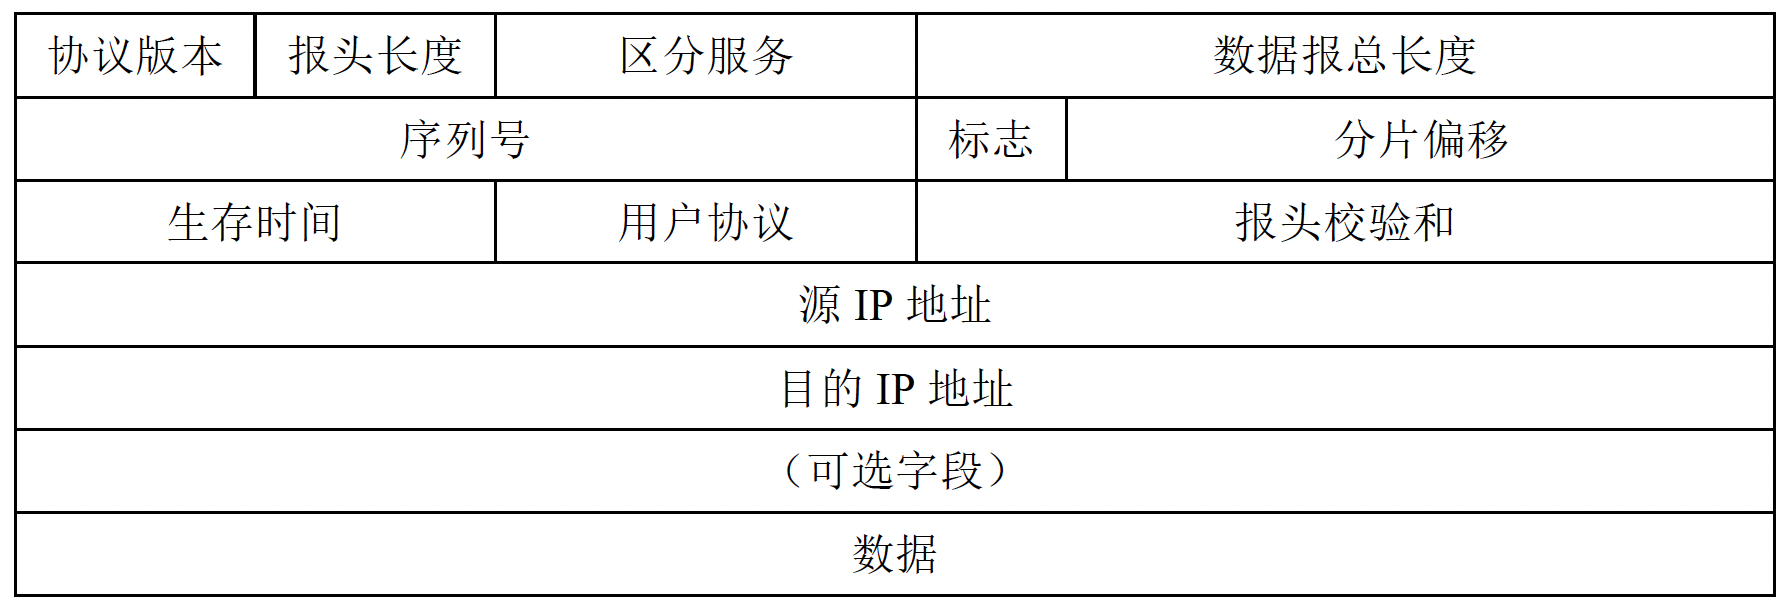 协议版本 报头长度 区分服务 数据报总长度
序列号 标志 分片偏移
生存时间 用户协议 报头校验和
源 IP 地址
目的 IP 地址
（可选字段）
数据